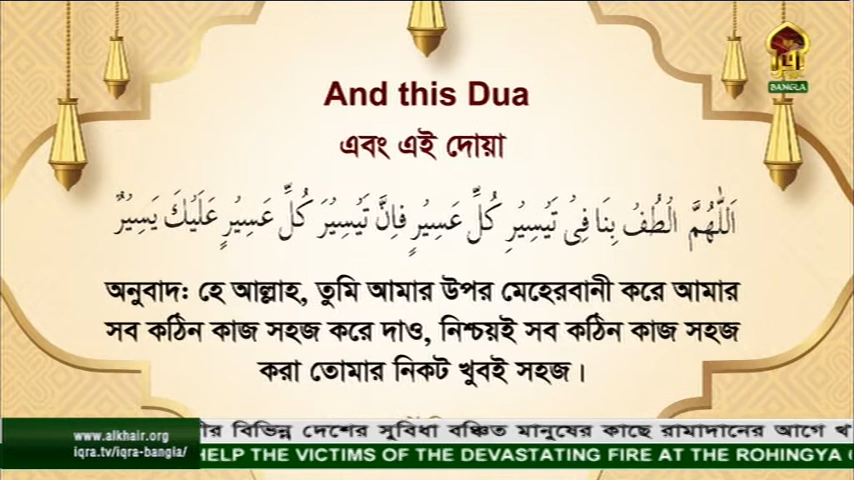 And this Dua
এবং এই দোয়া
اَللّٰهُمَّ الْطُفْ بِنَا فِىْ تَيْسِيْرِ كُلِّ عَسِيْرٍ فَاِنَّ تَيْسِيْرَ كُلِّ عَسِيْرٍ عَلَيْكَ يَسِيْرٌ
অনুবাদ: হে আল্লাহ, তুমি আমার উপর মেহেরবানী করে আমার
সব কঠিন কাজ সহজ করে দাও, নিশ্চয়ই সব কঠিন কাজ সহজ
করা তোমার নিকট খুবই সহজ।
BANGLA
www.alkhair.org
iqra.tv/iqra-bangla/
বিভিন্ন দেশের সুবিধা বঞ্চিত মানুষের কাছে রামাদানের আগে
HELP THE VICTIMS OF THE DEVASTATING FIRE AT THE ROHINGYA